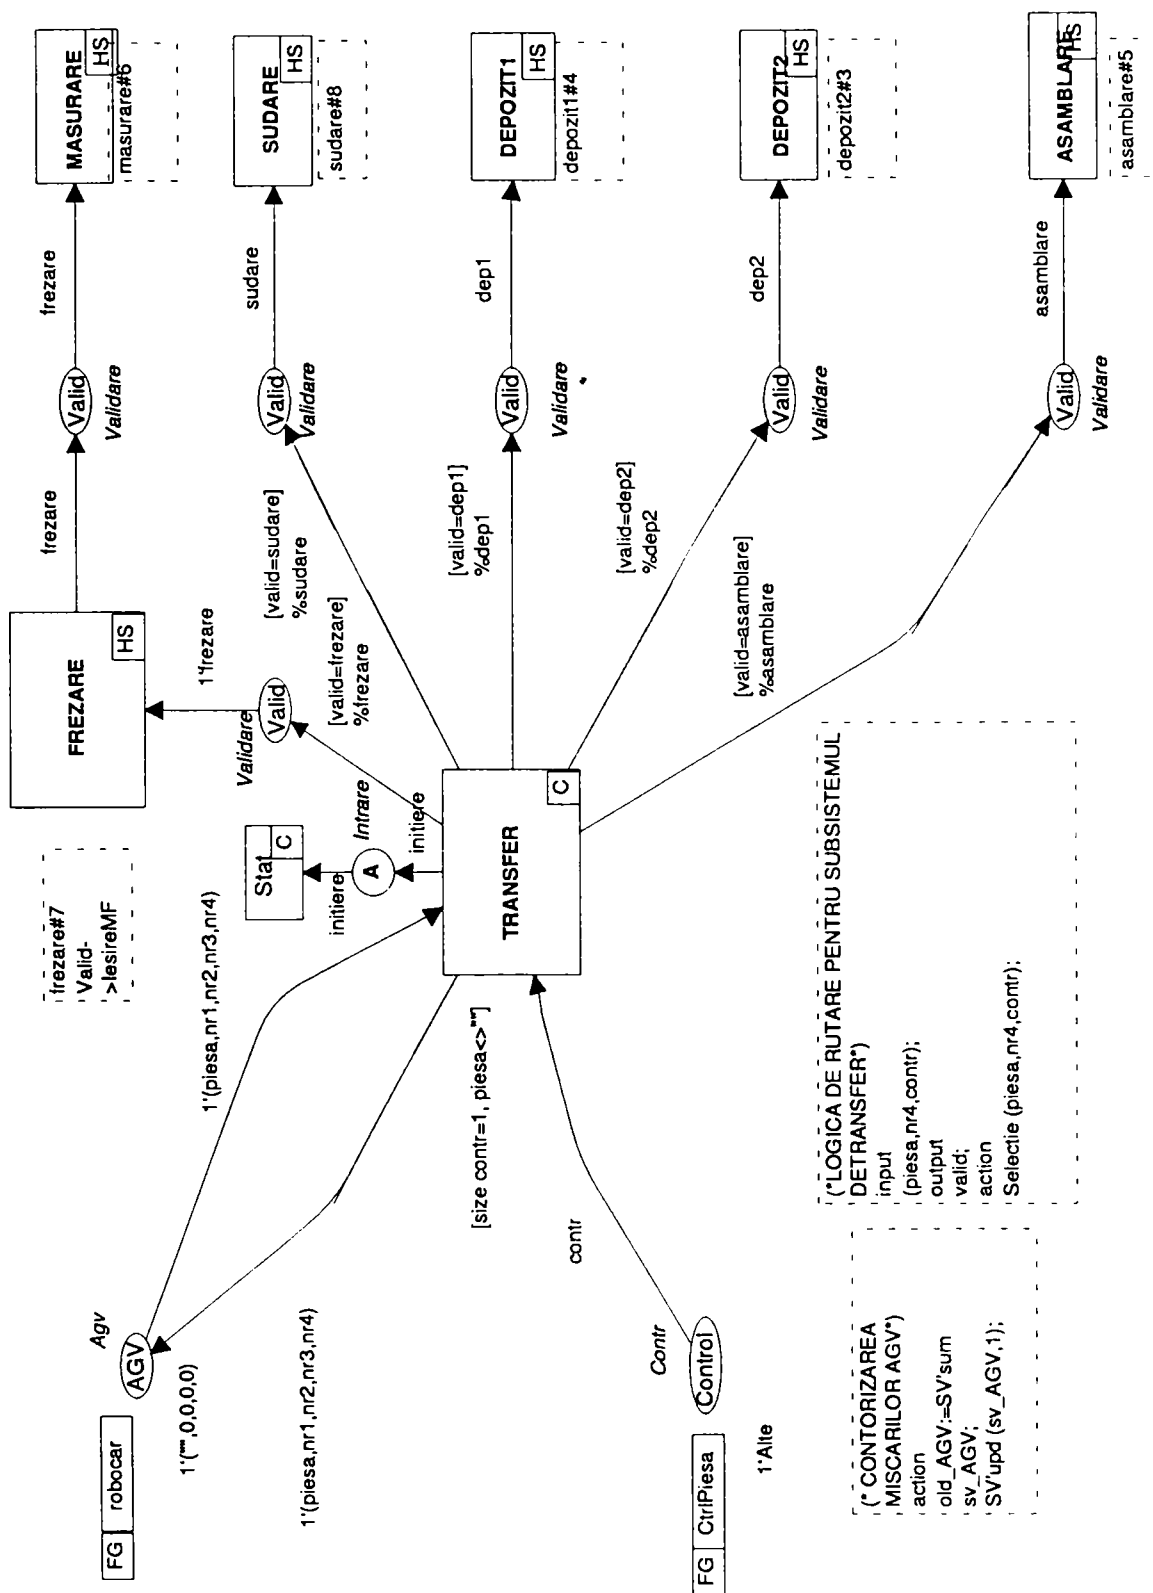 FG
robocar
AGV
Agv
1'("",0,0,0,0)
1'(piesa,nr1,nr2,nr3,nr4)
1'(piesa,nr1,nr2,nr3,nr4)
frezare#7
Valid-
>IesireMF
FREZARE
HS
frezare
Valid
Validare
frezare
MASURARE
HS
masurare#6
1'frezare
Validare
Valid
[valid=frezare]
%frezare
Stat
C
initiere
A
Intrare
initiere
[valid=sudare]
%sudare
Valid
Validare
sudare
SUDARE
HS
sudare#8
TRANSFER
C
[size contr=1, piesa<>""]
[valid=dep1]
%dep1
Valid
Validare
dep1
DEPOZIT1
HS
depozit1#4
[valid=dep2]
%dep2
Valid
Validare
dep2
DEPOZIT2
HS
depozit2#3
[valid=asamblare]
%asamblare
Valid
Validare
asamblare
ASAMBLARE
HS
asamblare#5
FG
CtrlPiesa
Control
Contr
1'Alte
contr
(* CONTORIZAREA
MISCARILOR AGV*)
action
old_AGV:=SV'sum
sv_AGV;
SV'upd (sv_AGV,1);
(*LOGICA DE RUTARE PENTRU SUBSISTEMUL
DETRANSFER*)
input
(piesa,nr4,contr);
output
valid;
action
Selectie (piesa,nr4,contr);